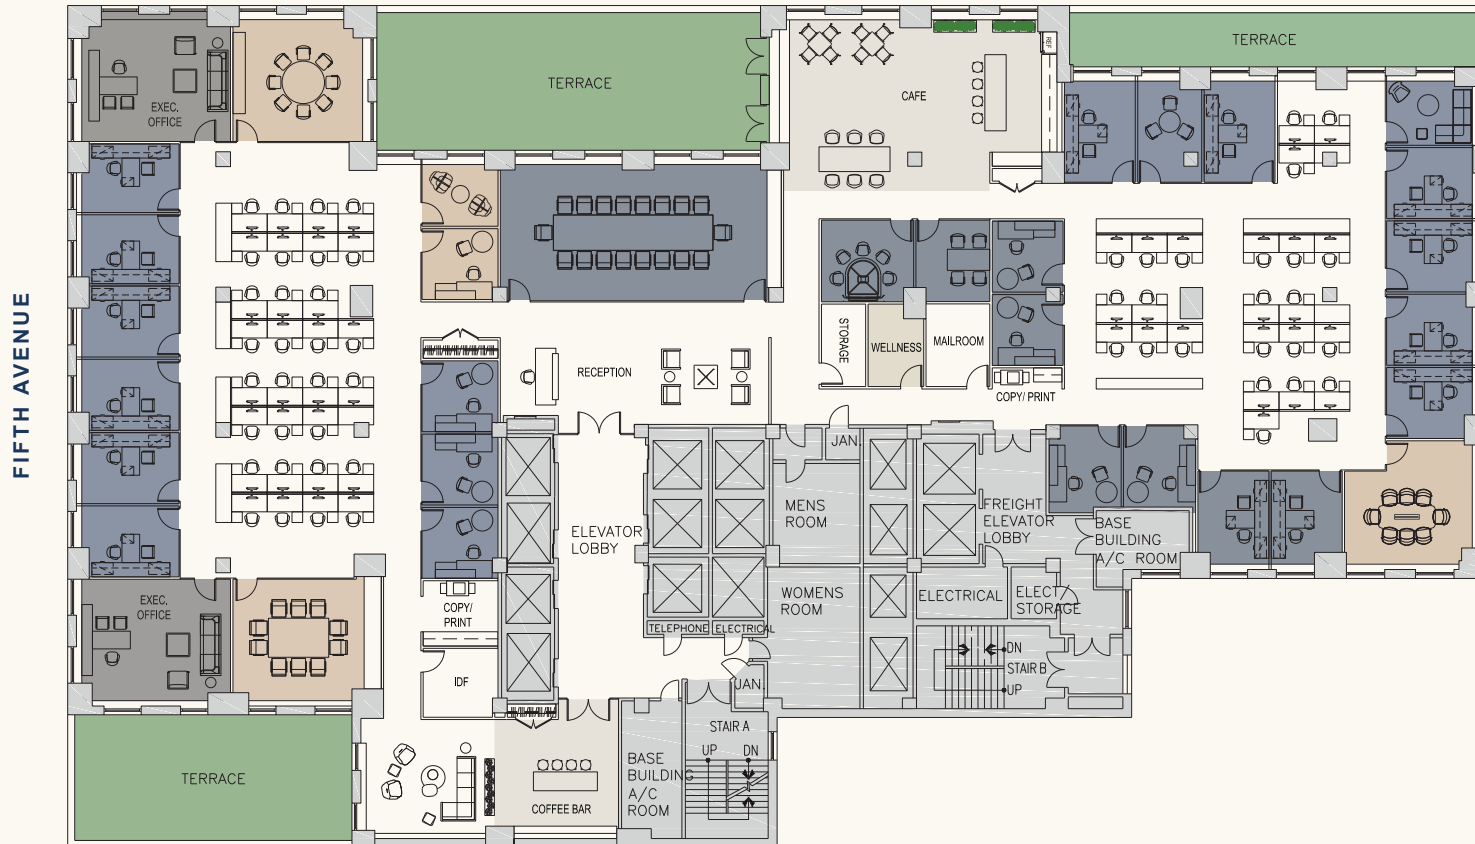 TERRACE
TERRACE
REF
CAFE
EXEC.
OFFICE
FIFTH AVENUE
STORAGE
WELLNESS
MAILROOM
RECEPTION
COPY/ PRINT
JAN.
MENS
ROOM
FREIGHT
ELEVATOR
LOBBY
BASE
BUILDING
A/C ROOM
ELEVATOR
LOBBY
EXEC.
OFFICE
COPY/
PRINT
WOMENS
ROOM
ELECTRICAL
ELECT/
STORAGE
TELEPHONE
ELECTRICAL
DN
STAIR B
UP
IDF
JAN.
STAIR A
UP
DN
TERRACE
BASE
BUILDING
A/C
ROOM
COFFEE BAR